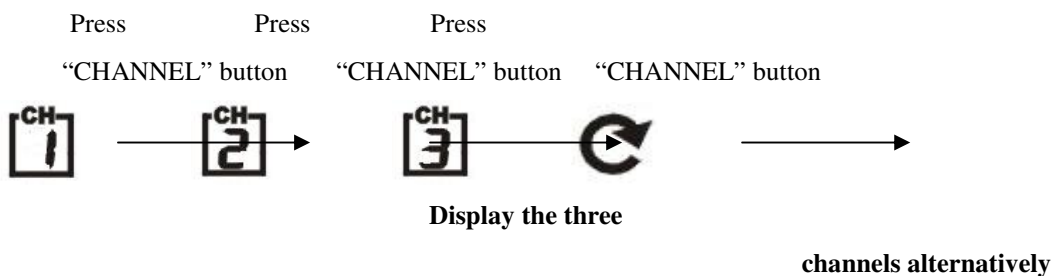 Press Press Press
“CHANNEL” button “CHANNEL” button “CHANNEL” button
CH CH CH
1 2 3
Display the three
channels alternatively